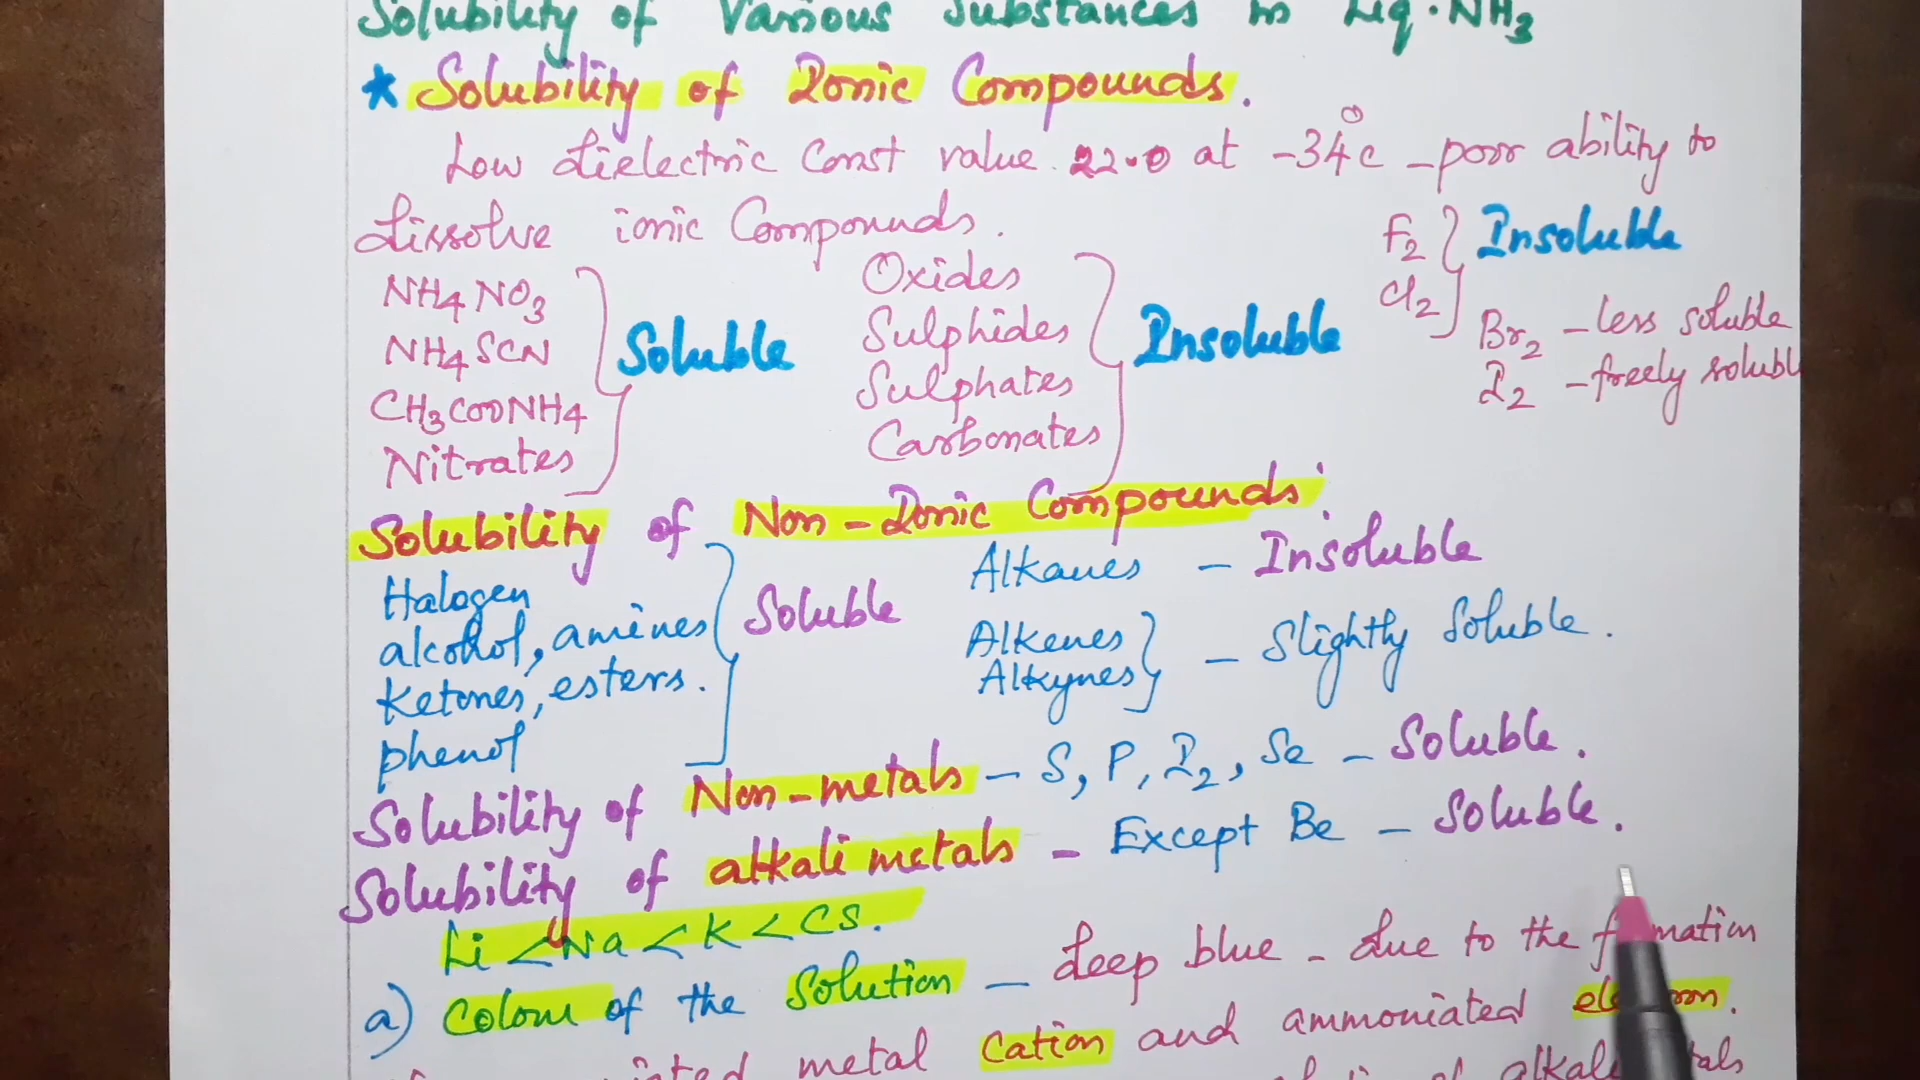 Solubility of Various Substances in Liq. NH3
* Solubility of Ionic Compounds.
Low dielectric Const value 22.0 at -34°c - poor ability to
dissolve ionic Compounds.
NH4NO3
NH4SCN
CH3COONH4
Nitrates
Soluble
Oxides
Sulphides
Sulphates
Carbonates
Insoluble
F2
Cl2
Insoluble
Br2 - less soluble
I2 - freely solubl
Solubility of Non-Ionic Compounds
Halogen
alcohol, amines
Ketones, esters.
phenol
Soluble
Alkanes - Insoluble
Alkenes
Alkynes
- Slightly Soluble.
Solubility of Non-metals - S, P, I2, Se - Soluble.
Solubility of alkali metals - Except Be - Soluble.
Li < Na < K < Cs.
a) Colour of the Solution - deep blue - due to the
metal Cation and ammoniated
alkali